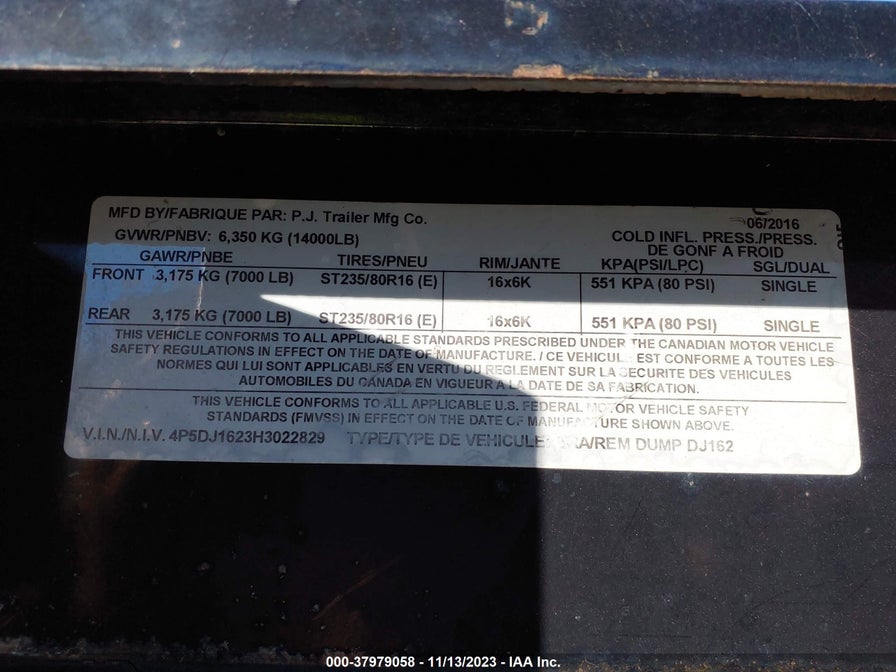 MFD BY/FABRIQUE PAR: P.J. Trailer Mfg Co. 06/2016
GVWR/PNBV: 6,350 KG (14000LB) COLD INFL. PRESS./PRESS.
DE GONF A FROID
GAWR/PNBE TIRES/PNEU RIM/JANTE KPA(PSI/LPC) SGL/DUAL
FRONT 3,175 KG (7000 LB) ST235/80R16 (E) 16x6K 551 KPA (80 PSI) SINGLE
REAR 3,175 KG (7000 LB) ST235/80R16 (E) 16x6K 551 KPA (80 PSI) SINGLE
THIS VEHICLE CONFORMS TO ALL APPLICABLE STANDARDS PRESCRIBED UNDER THE CANADIAN MOTOR VEHICLE
SAFETY REGULATIONS IN EFFECT ON THE DATE OF MANUFACTURE. / CE VEHICULE EST CONFORME A TOUTES LES
NORMES QUI LUI SONT APPLICABLES EN VERTU DU REGLEMENT SUR LA SECURITE DES VEHICULES
AUTOMOBILES DU CANADA EN VIGUEUR A LA DATE DE SA FABRICATION.
THIS VEHICLE CONFORMS TO ALL APPLICABLE U.S. FEDERAL MOTOR VEHICLE SAFETY
STANDARDS (FMVSS) IN EFFECT ON THE DATE OF MANUFACTURE SHOWN ABOVE.
V.I.N./N.I.V. 4P5DJ1623H3022829 TYPE/TYPE DE VEHICULE: TRA/REM DUMP DJ162
000-37979058 - 11/13/2023 - IAA Inc.